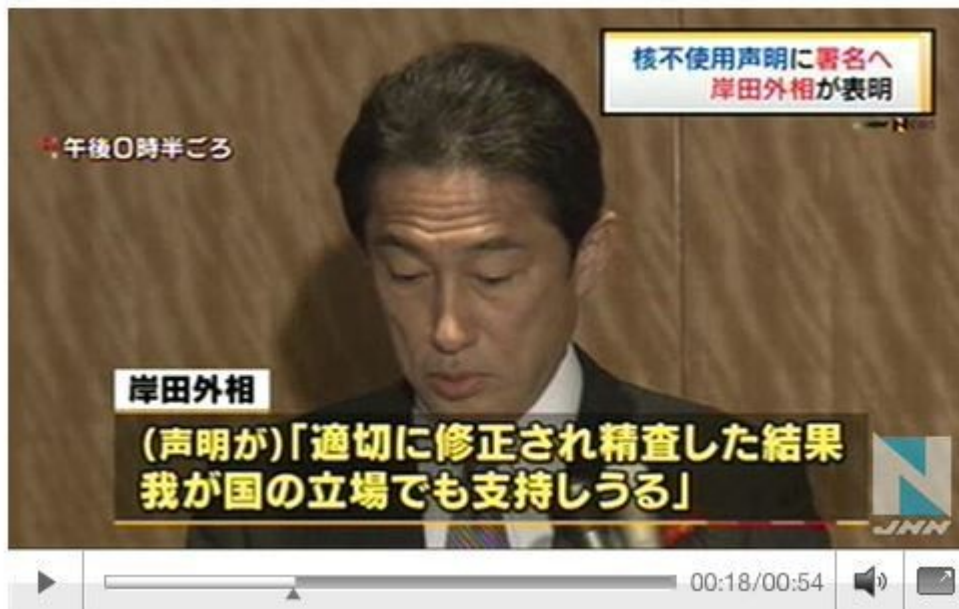 核不使用声明に署名へ
岸田外相が表明
午後0時半ごろ
岸田外相
(声明が)「適切に修正され精査した結果
我が国の立場でも支持しうる」
N
JNN
00:18/00:54